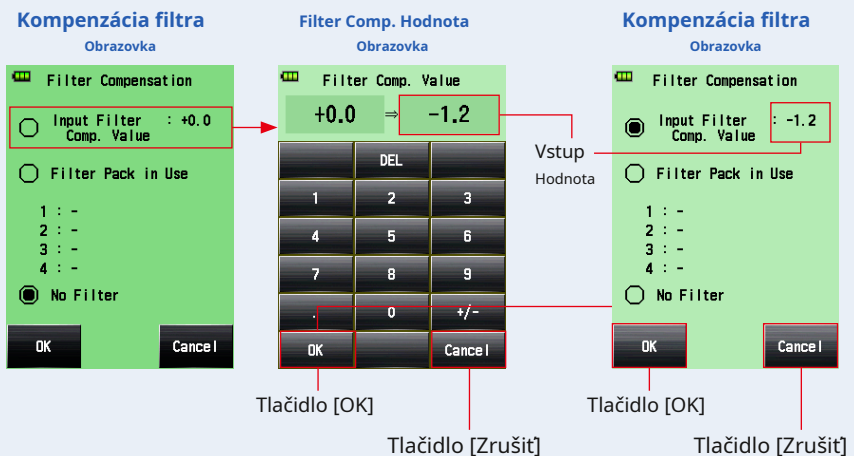 Kompenzácia filtra
Obrazovka
Filter Compensation
Input Filter : +0.0
Comp. Value
Filter Pack in Use
1 : -
2 : -
3 : -
4 : -
No Filter
OK
Cancel
Filter Comp. Hodnota
Obrazovka
Filter Comp. Value
+0.0 ⇒ -1.2
DEL
1 2 3
4 5 6
7 8 9
. 0 +/-
OK Cancel
Tlačidlo [OK]
Tlačidlo [Zrušiť]
Vstup
Hodnota
Kompenzácia filtra
Obrazovka
Filter Compensation
Input Filter : -1.2
Comp. Value
Filter Pack in Use
1 : -
2 : -
3 : -
4 : -
No Filter
OK
Cancel
Tlačidlo [OK]
Tlačidlo [Zrušiť]